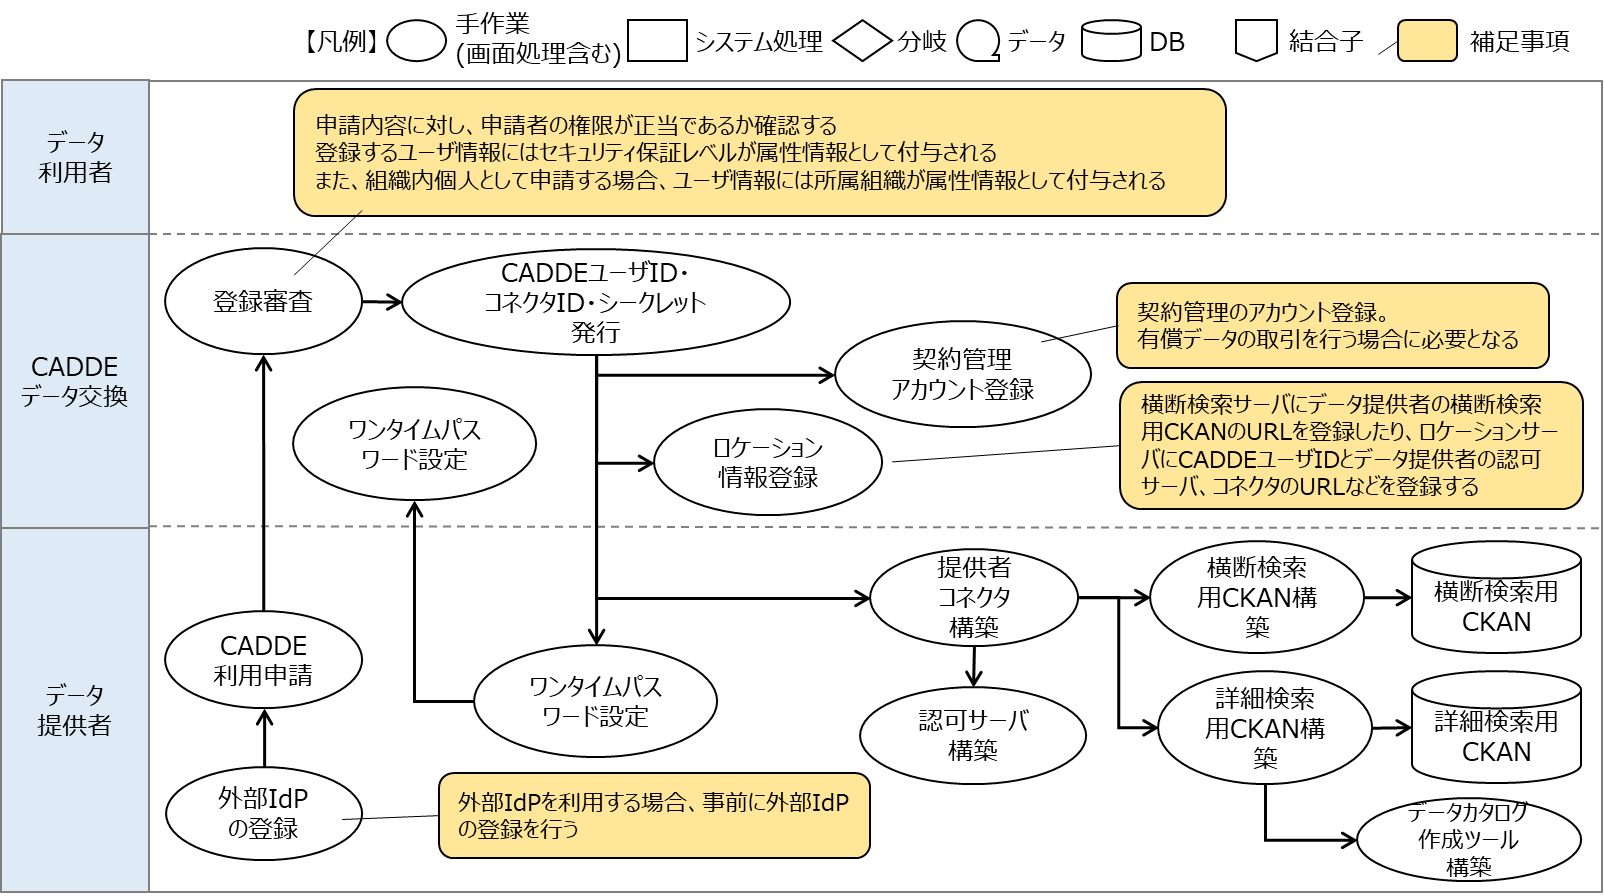 【凡例】
手作業
(画面処理含む)
システム処理
分岐
データ
DB
結合子
補足事項
データ
利用者
申請内容に対し、申請者の権限が正当であるか確認する
登録するユーザ情報にはセキュリティ保証レベルが属性情報として付与される
また、組織内個人として申請する場合、ユーザ情報には所属組織が属性情報として付与される
CADDE
データ交換
登録審査
CADDEユーザID・
コネクタID・シークレット
発行
契約管理
アカウント登録
契約管理のアカウント登録。
有償データの取引を行う場合に必要となる
ワンタイムパス
ワード設定
ロケーション
情報登録
横断検索サーバにデータ提供者の横断検索
用CKANのURLを登録したり、ロケーションサー
バにCADDEユーザIDとデータ提供者の認可
サーバ、コネクタのURLなどを登録する
データ
提供者
CADDE
利用申請
外部IdP
の登録
外部IdPを利用する場合、事前に外部IdP
の登録を行う
ワンタイムパス
ワード設定
提供者
コネクタ
構築
認可サーバ
構築
横断検索
用CKAN構
築
横断検索用
CKAN
詳細検索
用CKAN構
築
詳細検索用
CKAN
データカタログ
作成ツール
構築